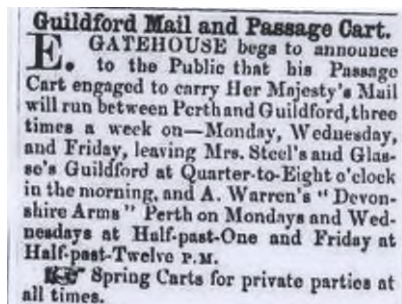 Guildford Mail and Passage Cart.
E. GATEHOUSE begs to announce
to the Public that his Passage
Cart engaged to carry Her Majesty's Mail
will run between Perth and Guildford, three
times a week on—Monday, Wednesday,
and Friday, leaving Mrs. Steel's and Glas-
se's Guildford at Quarter-to-Eight o'clock
in the morning, and A. Warren's "Devon-
shire Arms" Perth on Mondays and Wed-
nesdays at Half-past-One and Friday at
Half-past-Twelve P.M.
☞ Spring Carts for private parties at
all times.